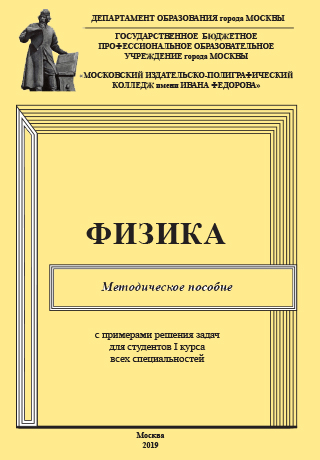 ДЕПАРТАМЕНТ ОБРАЗОВАНИЯ города МОСКВЫ
ГОСУДАРСТВЕННОЕ БЮДЖЕТНОЕ
ПРОФЕССИОНАЛЬНОЕ ОБРАЗОВАТЕЛЬНОЕ
УЧРЕЖДЕНИЕ города МОСКВЫ
«МОСКОВСКИЙ ИЗДАТЕЛЬСКО-ПОЛИГРАФИЧЕСКИЙ
КОЛЛЕДЖ имени ИВАНА ФЕДОРОВА»
ФИЗИКА
Методическое пособие
с примерами решения задач
для студентов I курса
всех специальностей
Москва
2019